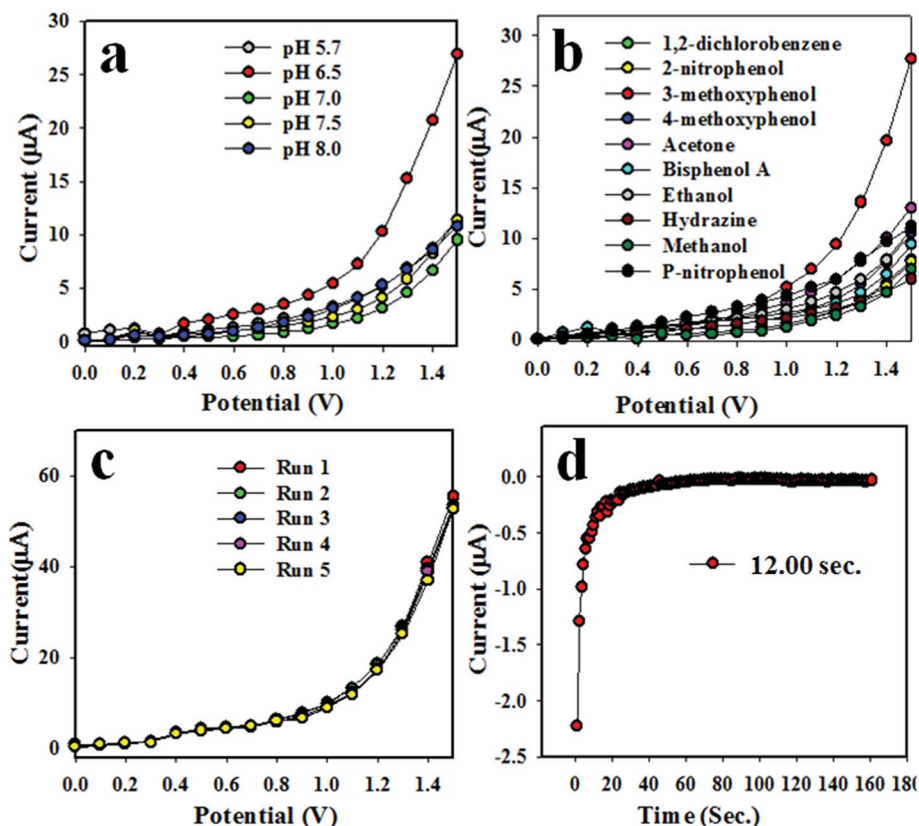 a
pH 5.7
pH 6.5
pH 7.0
pH 7.5
pH 8.0
Current (µA)
30
25
20
15
10
5
0
0.0 0.2 0.4 0.6 0.8 1.0 1.2 1.4
Potential (V)
b
1,2-dichlorobenzene
2-nitrophenol
3-methoxyphenol
4-methoxyphenol
Acetone
Bisphenol A
Ethanol
Hydrazine
Methanol
P-nitrophenol
Current(µA)
30
25
20
15
10
5
0
0.0 0.2 0.4 0.6 0.8 1.0 1.2 1.4
Potential (V)
c
Run 1
Run 2
Run 3
Run 4
Run 5
Current(µA)
60
40
20
0
0.0 0.2 0.4 0.6 0.8 1.0 1.2 1.4
Potential (V)
d
12.00 sec.
Current (µA)
0.0
-0.5
-1.0
-1.5
-2.0
-2.5
0 20 40 60 80 100 120 140 160 180
Time (Sec.)